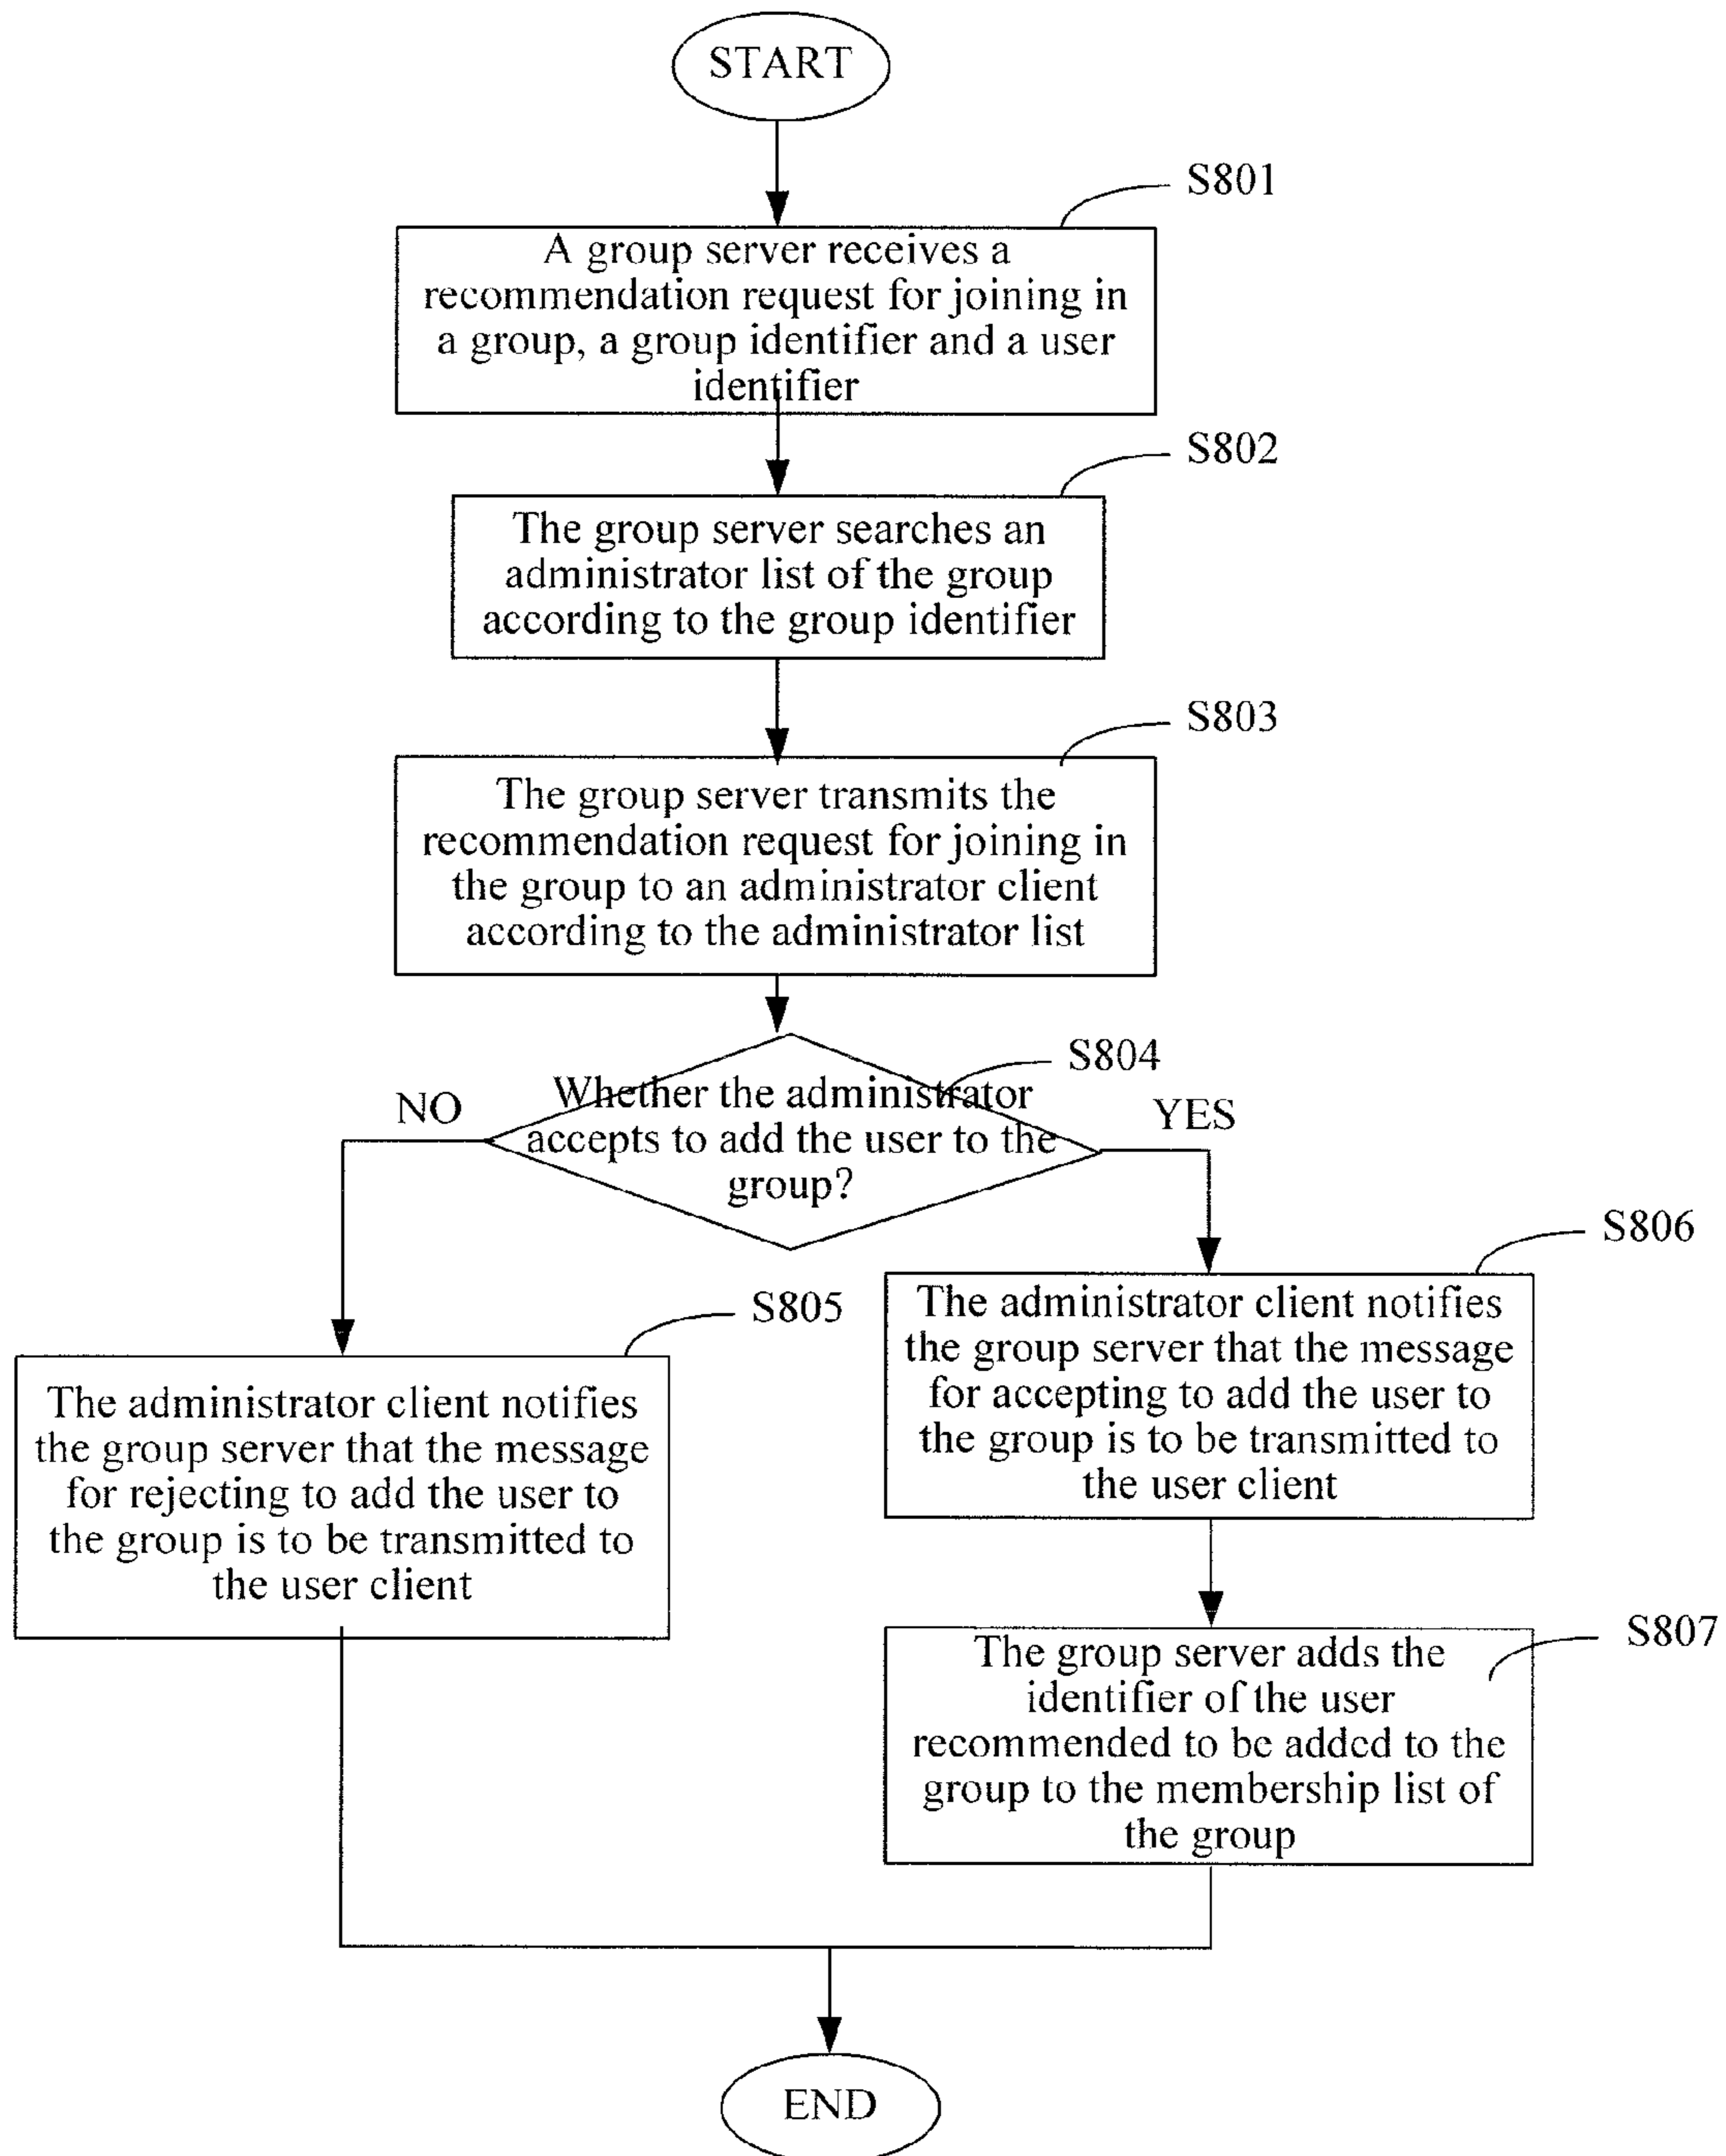 START
S801
A group server receives a
recommendation request for joining in
a group, a group identifier and a user
identifier
S802
The group server searches an
administrator list of the group
according to the group identifier
S803
The group server transmits the
recommendation request for joining in
the group to an administrator client
according to the administrator list
S804
Whether the administrator
accepts to add the user to the
group?
NO
YES
S805
The administrator client notifies
the group server that the message
for rejecting to add the user to
the group is to be transmitted to
the user client
S806
The administrator client notifies
the group server that the message
for accepting to add the user to
the group is to be transmitted to
the user client
S807
The group server adds the
identifier of the user
recommended to be added to the
group to the membership list of
the group
END